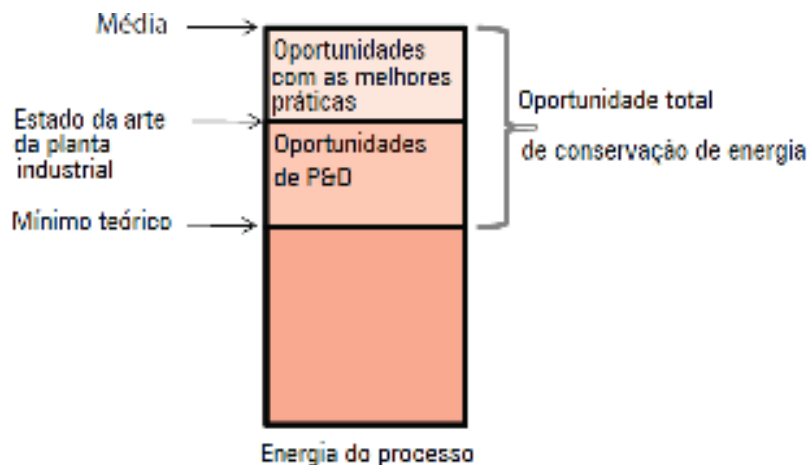 Média
Oportunidades
com as melhores
práticas
Estado da arte
da planta
industrial
Oportunidade total
de conservação de energia
Oportunidades
de P&D
Mínimo teórico
Energia do processo